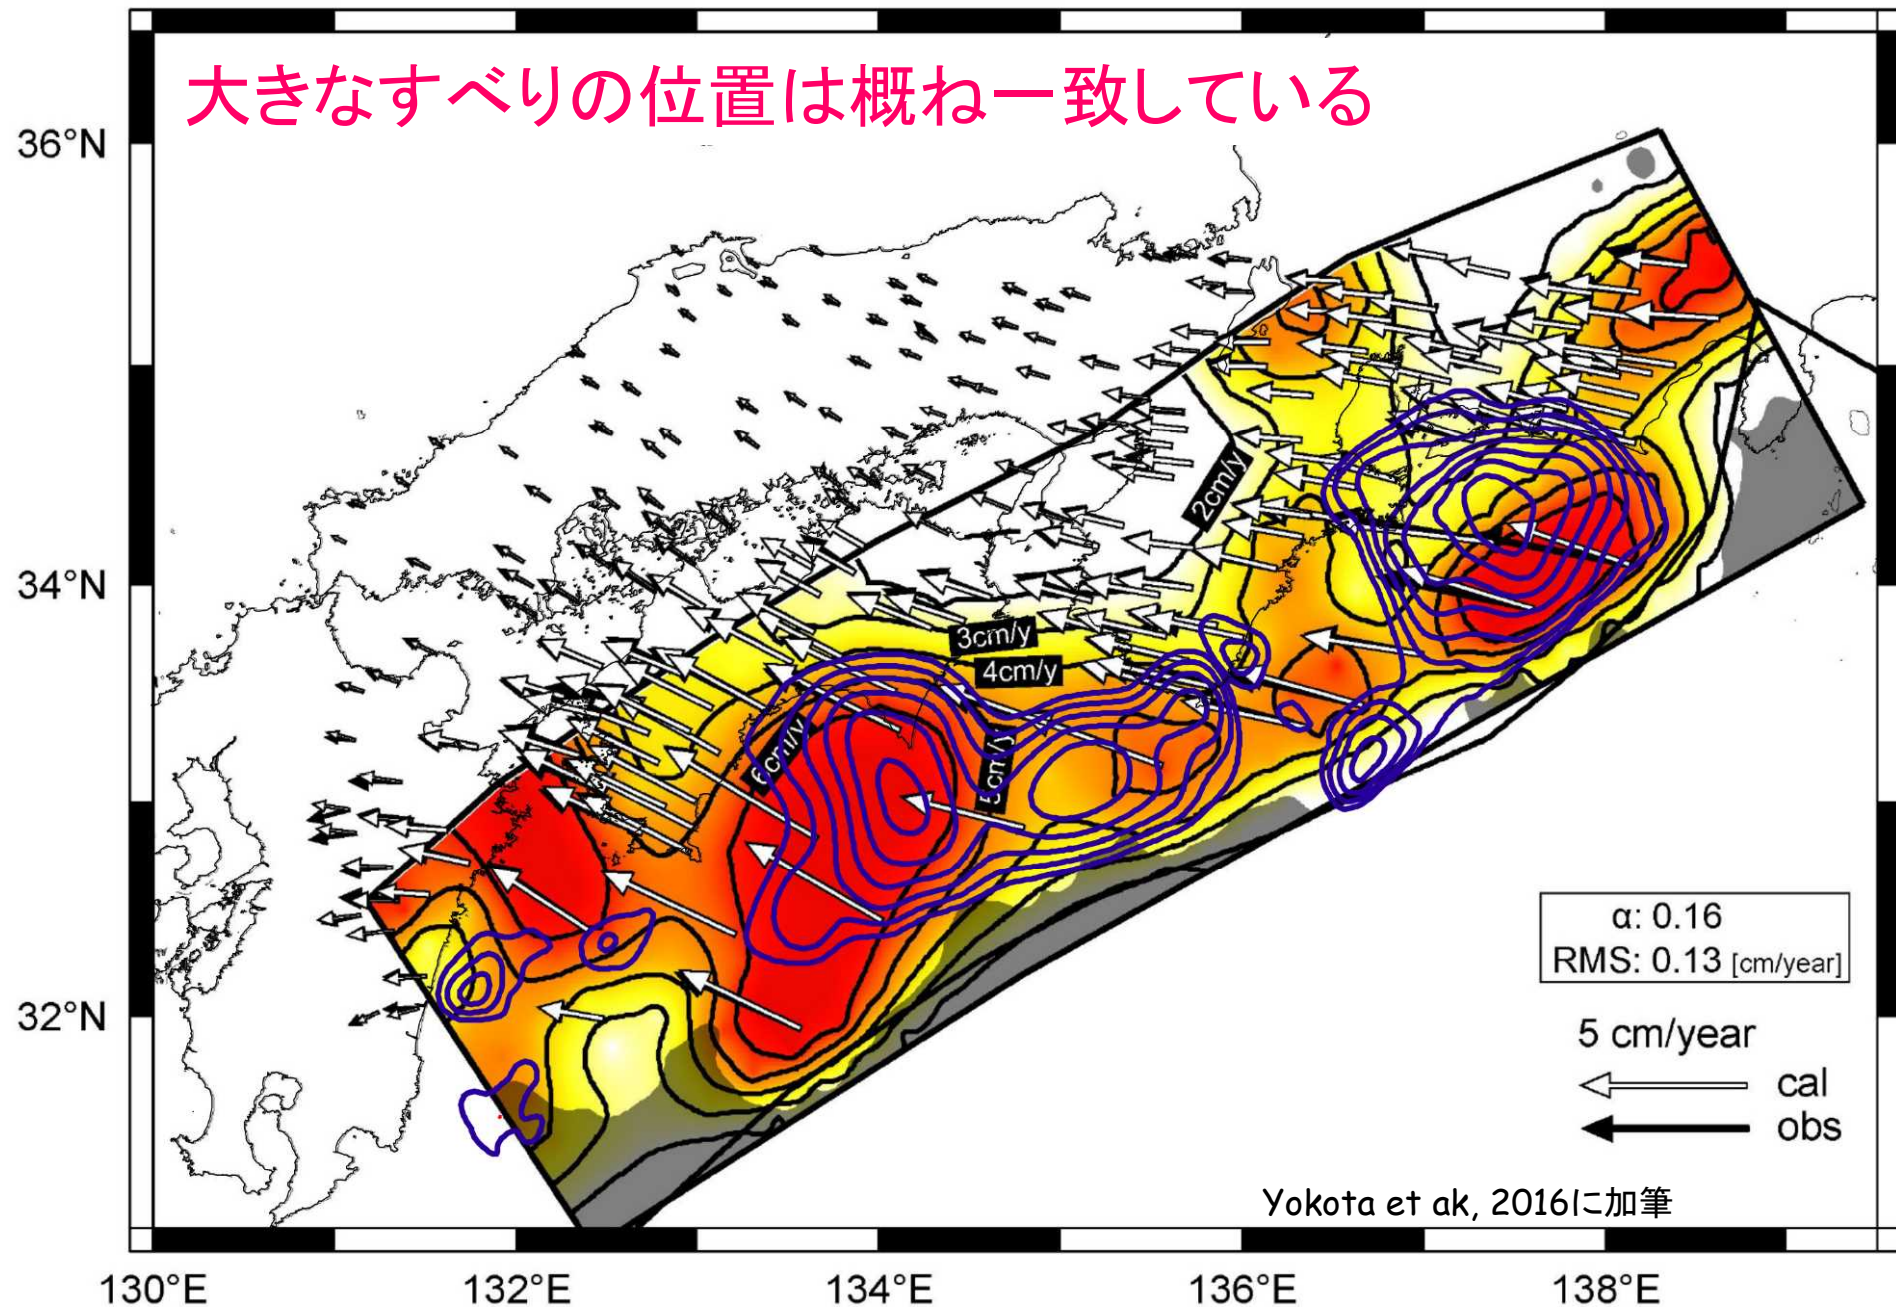 大きなすべりの位置は概ね一致している
36°N
34°N
32°N
2cm/y
3cm/y
4cm/y
5cm/y
6cm/y
α: 0.16
RMS: 0.13 [cm/year]
5 cm/year
cal
obs
Yokota et ak, 2016に加筆
130°E 132°E 134°E 136°E 138°E